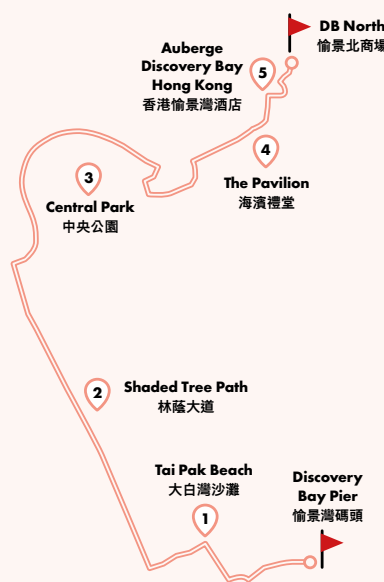 DB North
愉景北商場
Auberge
Discovery Bay
Hong Kong
香港愉景灣酒店
5
4
The Pavilion
海濱禮堂
3
Central Park
中央公園
2
Shaded Tree Path
林蔭大道
Tai Pak Beach
大白灣沙灘
1
Discovery
Bay Pier
愉景灣碼頭